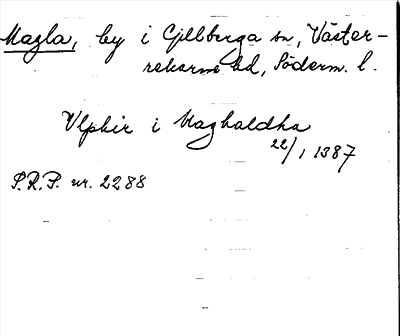 Magla, by i Gillberga sn, Väster-
rekarne hd, Söderm. l.
Vlphir i Maghaldha
22/1 1387
S.R.P. nr. 2288